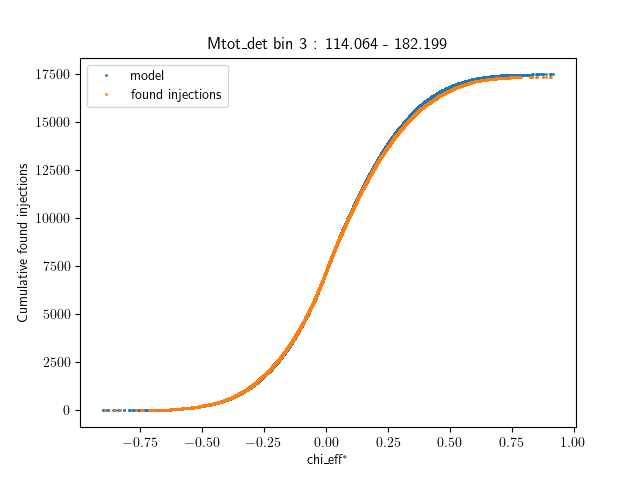 Mtot_det bin 3 : 114.064 - 182.199
model
found injections
Cumulative found injections
17500
15000
12500
10000
7500
5000
2500
0
−0.75 −0.50 −0.25 0.00 0.25 0.50 0.75 1.00
chi_eff*